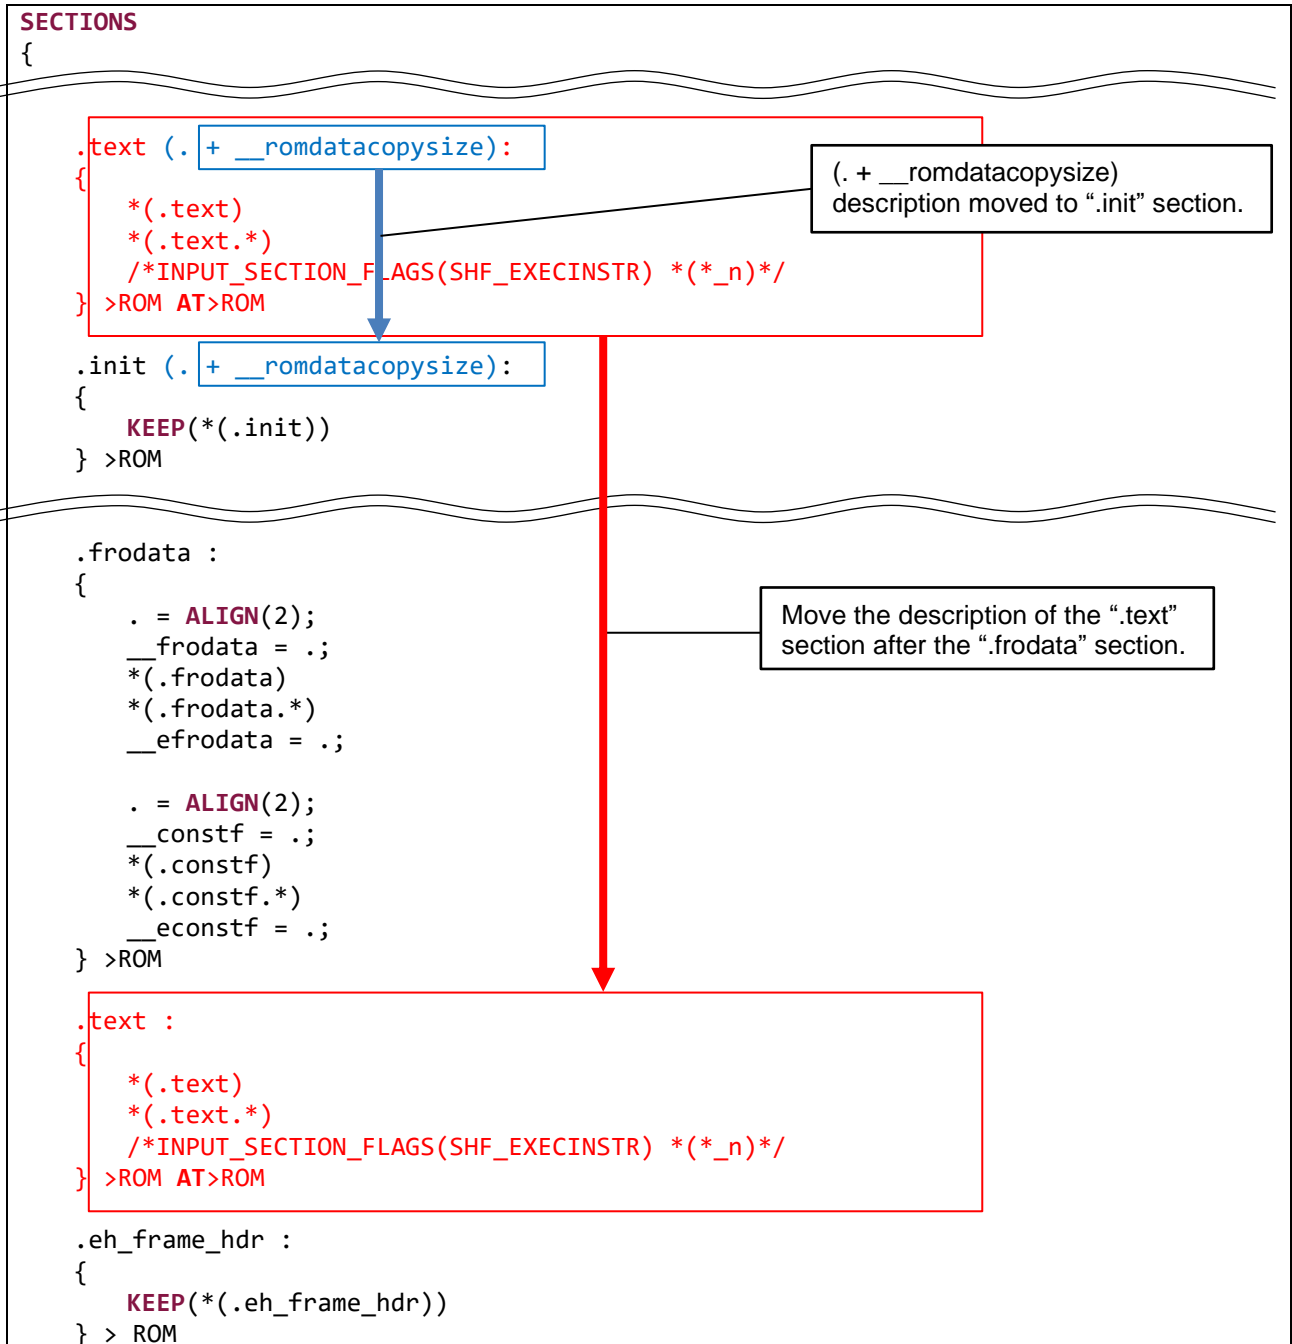 SECTIONS
{
.text (. + __romdatacopysize):
{
*(.text)
*(.text.*)
/*INPUT_SECTION_FLAGS(SHF_EXECINSTR) *(*_n)*/
} >ROM AT>ROM
(. + __romdatacopysize)
description moved to “.init” section.
.init (. + __romdatacopysize):
{
KEEP(*(.init))
} >ROM
.frodata :
{
. = ALIGN(2);
__frodata = .;
*(.frodata)
*(.frodata.*)
__efrodata = .;
. = ALIGN(2);
__constf = .;
*(.constf)
*(.constf.*)
__econstf = .;
} >ROM
Move the description of the “.text”
section after the “.frodata” section.
.text :
{
*(.text)
*(.text.*)
/*INPUT_SECTION_FLAGS(SHF_EXECINSTR) *(*_n)*/
} >ROM AT>ROM
.eh_frame_hdr :
{
KEEP(*(.eh_frame_hdr))
} > ROM